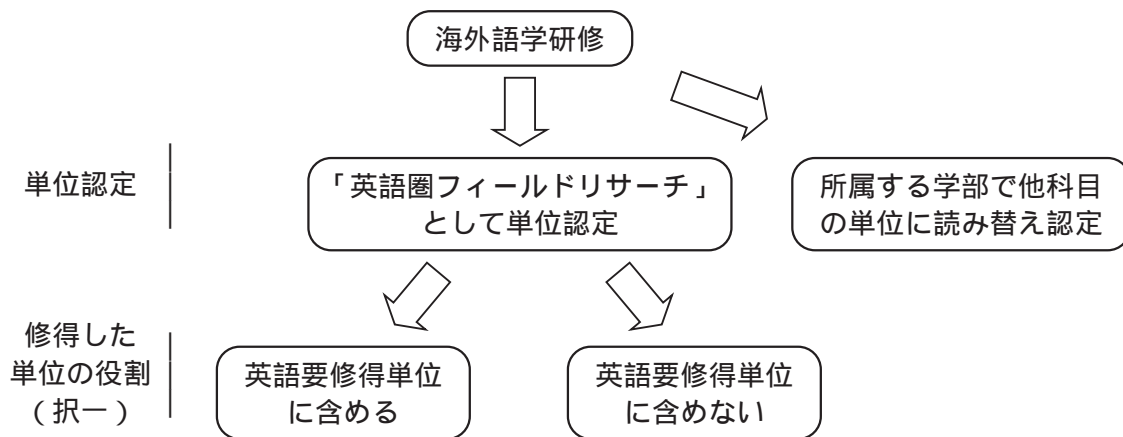 海外語学研修
単位認定
「英語圏フィールドリサーチ」
として単位認定
所属する学部で他科目
の単位に読み替え認定
修得した
単位の役割
（択一）
英語要修得単位
に含める
英語要修得単位
に含めない